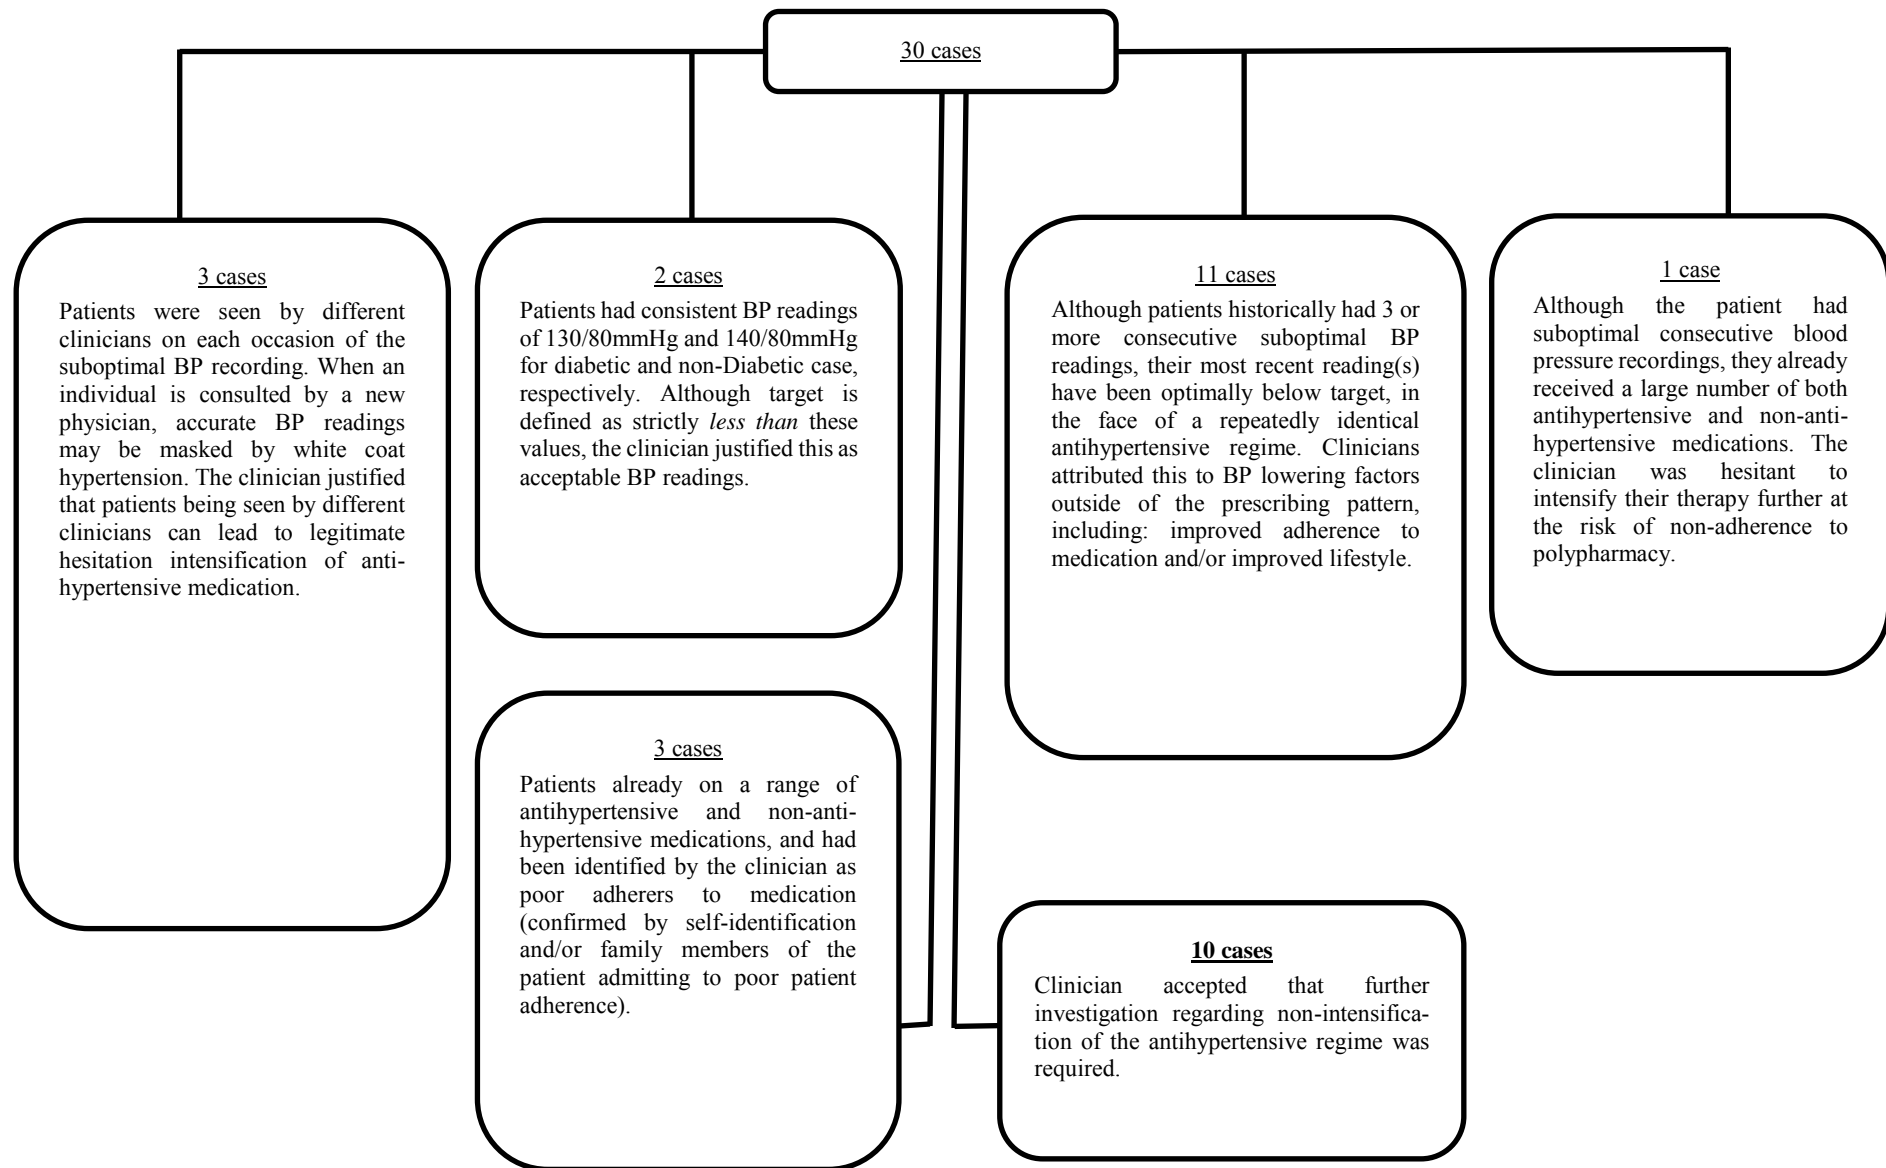 30 cases
3 cases
Patients were seen by different
clinicians on each occasion of the
suboptimal BP recording. When an
individual is consulted by a new
physician, accurate BP readings
may be masked by white coat
hypertension. The clinician justified
that patients being seen by different
clinicians can lead to legitimate
hesitation intensification of anti-
hypertensive medication.
2 cases
Patients had consistent BP readings
of 130/80mmHg and 140/80mmHg
for diabetic and non-Diabetic case,
respectively. Although target is
defined as strictly less than these
values, the clinician justified this as
acceptable BP readings.
11 cases
Although patients historically had 3 or
more consecutive suboptimal BP
readings, their most recent reading(s)
have been optimally below target, in
the face of a repeatedly identical
antihypertensive regime. Clinicians
attributed this to BP lowering factors
outside of the prescribing pattern,
including: improved adherence to
medication and/or improved lifestyle.
1 case
Although the patient had
suboptimal consecutive blood
pressure recordings, they already
received a large number of both
antihypertensive and non-anti-
hypertensive medications. The
clinician was hesitant to
intensify their therapy further at
the risk of non-adherence to
polypharmacy.
3 cases
Patients already on a range of
antihypertensive and non-anti-
hypertensive medications, and had
been identified by the clinician as
poor adherers to medication
(confirmed by self-identification
and/or family members of the
patient admitting to poor patient
adherence).
10 cases
Clinician accepted that further
investigation regarding non-intensifica-
tion of the antihypertensive regime was
required.